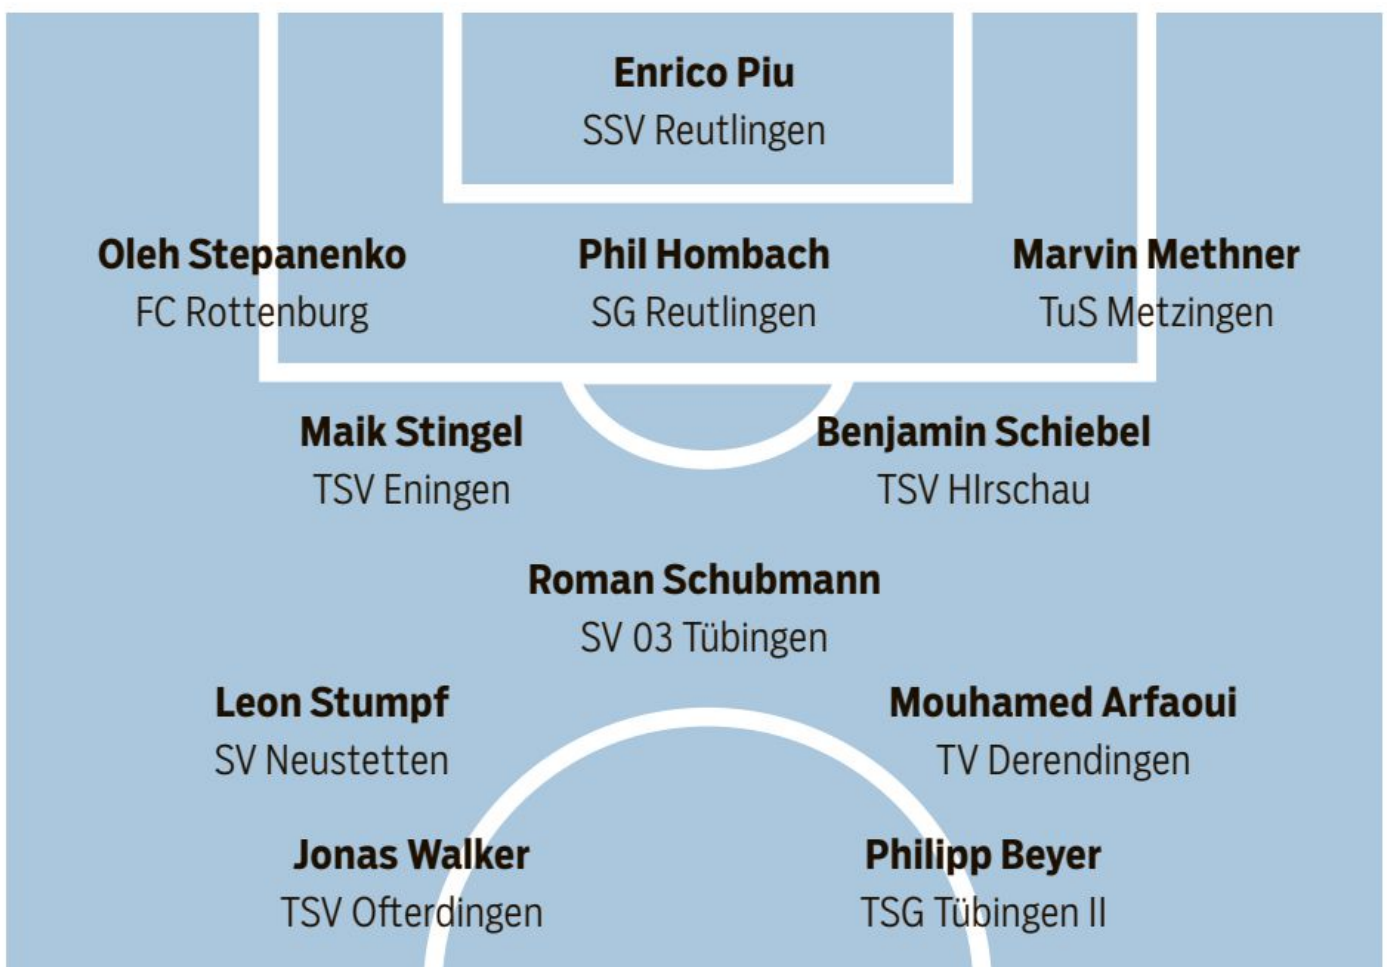 Enrico Piu
SSV Reutlingen
Oleh Stepanenko
FC Rottenburg
Phil Hombach
SG Reutlingen
Marvin Methner
TuS Metzingen
Maik Stingel
TSV Eningen
Benjamin Schiebel
TSV HIrschau
Roman Schubmann
SV 03 Tübingen
Leon Stumpf
SV Neustetten
Mouhamed Arfaoui
TV Derendingen
Jonas Walker
TSV Ofterdingen
Philipp Beyer
TSG Tübingen II